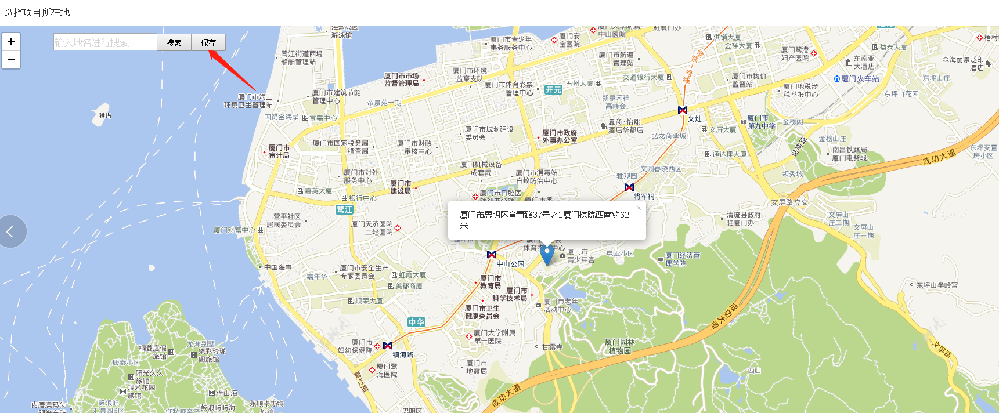 选择项目所在地
+
−
输入地名进行搜索
搜索
保存
海湾公园
游泳馆
鹭江街道西堤
船舶管理站
厦门市青少年
事务服务中心
厦门安
宝医院
厦门大学附属
中山医院
驻厦门办
供销大厦
金祥大厦
厦门鹭港
妇产医院
益泰大厦
梧村
东南亚
大酒店
森海丽景泛印
酒店
厦门市航道
管理站
地铁1号线
厦门市市场
监督管理局
厦门市环境
监察支队
厦门市体育彩票
管理中心
开元
五州大厦
交通银行大厦
厦门市物价
监督站
厦门火车站
厦门地税涉
税举报中心
东坪山庄
东坪山花园
厦门市海上
环境卫生管理站
厦门市建筑节能
管理中心
帝景苑一期
新景禾祥
高峰会
猴屿
国贸金海岸
宝嘉中心
文灶
厦门市
第九中学
金榜阁
夏商·怡翔
酒店华都店
文屏大厦
厦门市城乡建设
委员会
厦门市政府
外事办公室
弘龙商业城
站南路
金榜山庄
厦门市国家税务局
稽查局
厦门市财政
审核中心
厦门市
审计局
通达理大厦
南昌铁路局
厦门电务段
成功大道
东坪安置
房小区
厦门机械设备
成套局
文园春晓西区
雅观园
领秀城
厦门市对外
服务中心
厦门市消毒站
白蚁防治中心
厦门市
建设局
嘉英大厦
银行中心
厦门市口腔医
将军祠
文屏路立交
鹭江
厦门市思明区育青路37号之2厦门棋院西南约62
米
×
营平社区
居民委员会
清流县政府
驻厦门办
文屏山
庄二期
文屏山
庄一期
厦门天济医院
二轻医院
厦门财富中心
中山公园
厦门市
青少年宫
电业小区
厦门经济管
理学院
中国海事
嘉年华
厦门市安全生产
专家委员会
虹霞大厦
美都商厦
厦门市
教育局
厦门市
科学技术局
东坪山半岭宫
顺荣大厦
厦门市卫生
健康委员会
厦门市老年
活动中心
成功大道
中华
厦门大学附属
第一医院
厦门市
妇幼保健院
镇海路
甘露寺
厦门园林
植物园
文屏路
龙渊别墅
桐菱度假
旅馆
柒彩玲珑
阁旅馆
康泰小区
阳光久久
旅馆
瑞米花园
旅馆
厦门鹭
海医院
厦门市
地震局
鹭江道
西山
伴山海
成功大道
内厝澳码头
观光车站
鼓浪屿
汇景园B区
鼓浪屿屿海
永顺卡斯特
旅馆
思明区